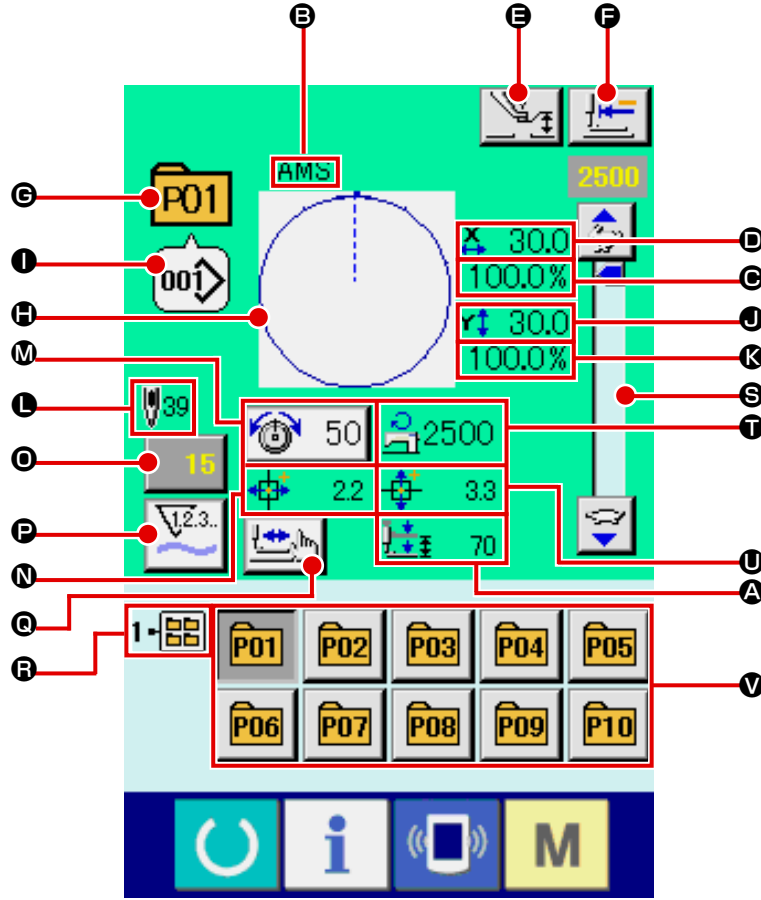 B E F
AMS
2500
G P01
X 30.0 D
I 001
100.0% C
H
Y 30.0 J
M
100.0% K
L 39
S
50 2500 T
O 15
2.2 3.3
P 1,2,3..
N
70 U
A
Q
R 1-
P01 P02 P03 P04 P05
V
P06 P07 P08 P09 P10
i M